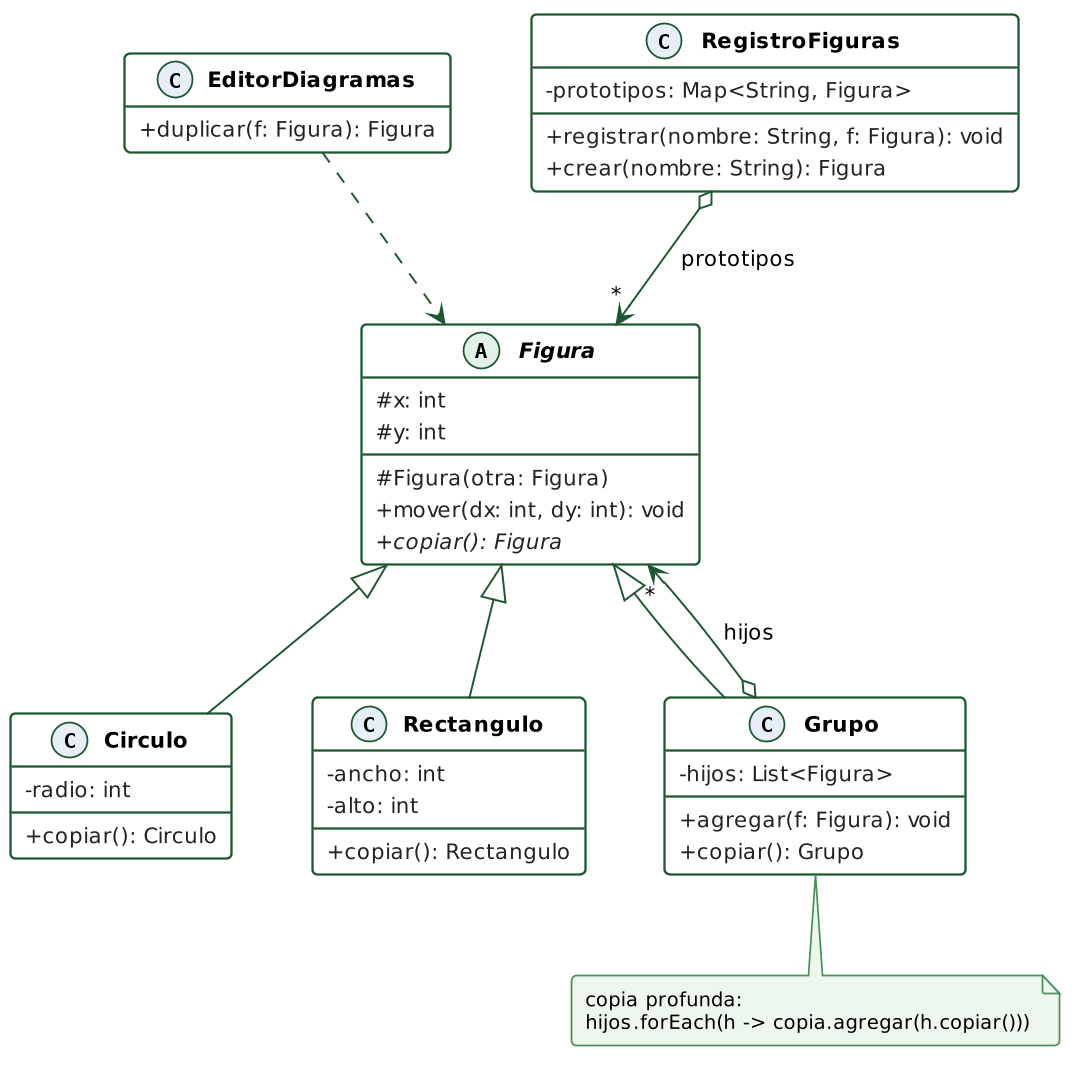 C EditorDiagramas
+duplicar(f: Figura): Figura
C RegistroFiguras
-prototipos: Map<String, Figura>
+registrar(nombre: String, f: Figura): void
+crear(nombre: String): Figura
prototipos
*
A Figura
#x: int
#y: int
#Figura(otra: Figura)
+mover(dx: int, dy: int): void
+copiar(): Figura
*
hijos
C Circulo
-radio: int
+copiar(): Circulo
C Rectangulo
-ancho: int
-alto: int
+copiar(): Rectangulo
C Grupo
-hijos: List<Figura>
+agregar(f: Figura): void
+copiar(): Grupo
copia profunda:
hijos.forEach(h -> copia.agregar(h.copiar()))